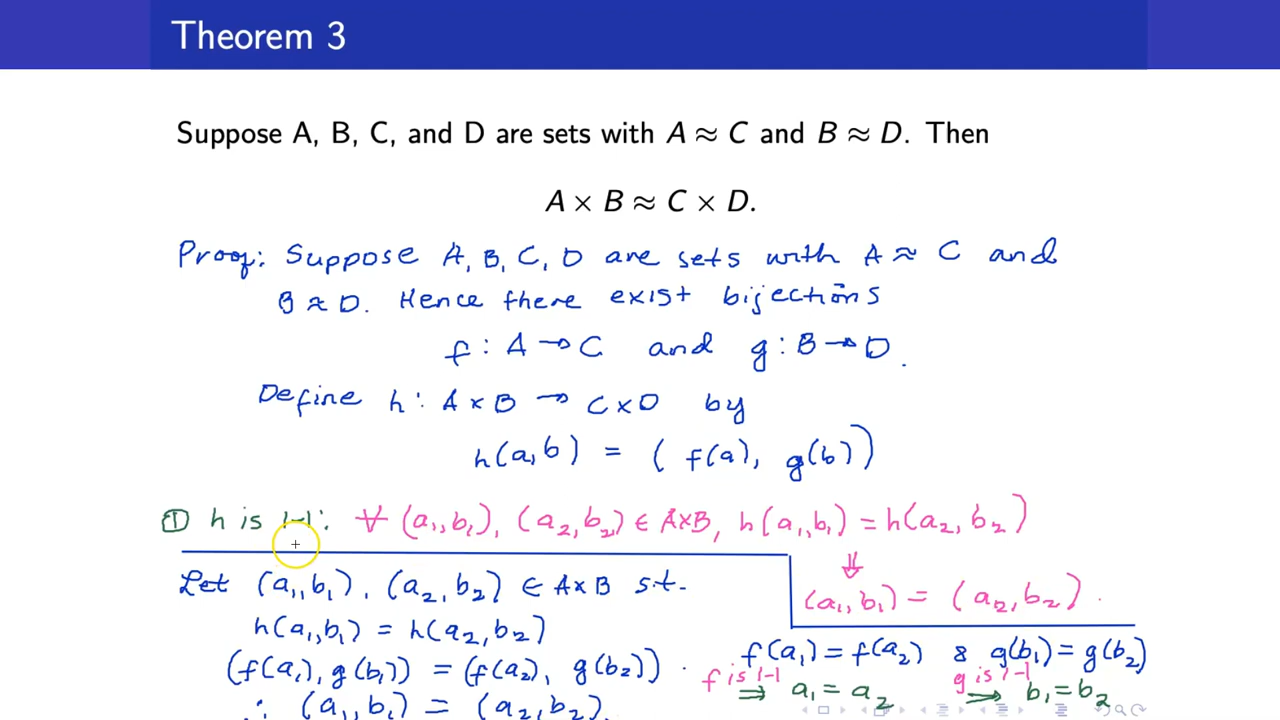 Theorem 3
Suppose A, B, C, and D are sets with A ≈ C and B ≈ D. Then
A × B ≈ C × D.
Proof: Suppose A, B, C, D are sets with A ≈ C and
B ≈ D. Hence there exist bijections
f : A → C and g : B → D.
Define h : A × B → C × D by
h(a, b) = ( f(a), g(b) )
① h is 1-1: ∀ (a₁, b₁), (a₂, b₂) ∈ A×B, h(a₁, b₁) = h(a₂, b₂)
⇓
(a₁, b₁) = (a₂, b₂).
Let (a₁, b₁), (a₂, b₂) ∈ A × B s.t.
h(a₁, b₁) = h(a₂, b₂)
(f(a₁), g(b₁)) = (f(a₂), g(b₂)).
∴ (a₁, b₁) = (a₂, b₂).
f(a₁) = f(a₂) & g(b₁) = g(b₂)
f is 1-1 ⇒ a₁ = a₂ g is 1-1 ⇒ b₁ = b₂